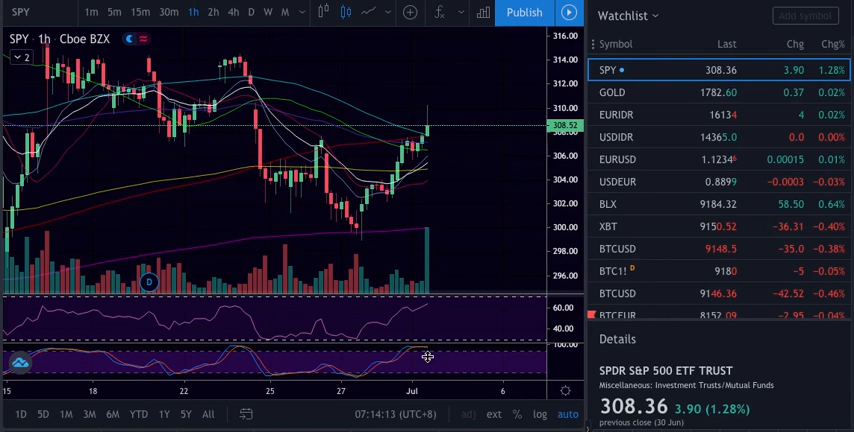 SPY 1m 5m 15m 30m 1h 2h 4h D W M Publish
SPY · 1h · Cboe BZX
2
316.00
314.00
312.00
310.00
308.52
306.00
304.00
302.00
300.00
298.00
296.00
D
60.00
40.00
100.00
15 18 22 25 27 Jul 6
1D 5D 1M 3M 6M YTD 1Y 5Y All 07:14:13 (UTC+8) adj ext % log auto
Watchlist Add symbol
Symbol Last Chg Chg%
SPY 308.36 3.90 1.28%
GOLD 1782.60 0.37 0.02%
EURIDR 16134 4 0.02%
USDIDR 14365.0 0.0 0.00%
EURUSD 1.12346 0.00015 0.01%
USDEUR 0.8899 −0.0003 −0.03%
BLX 9184.32 58.50 0.64%
XBT 9150.52 −36.31 −0.40%
BTCUSD 9148.5 −35.0 −0.38%
BTC1! D 9180 −5 −0.05%
BTCUSD 9146.36 −42.52 −0.46%
BTCEUR 8152.09 −2.95 −0.04%
Details
SPDR S&P 500 ETF TRUST
Miscellaneous: Investment Trusts/Mutual Funds
308.36 3.90 (1.28%)
previous close (30 Jun)